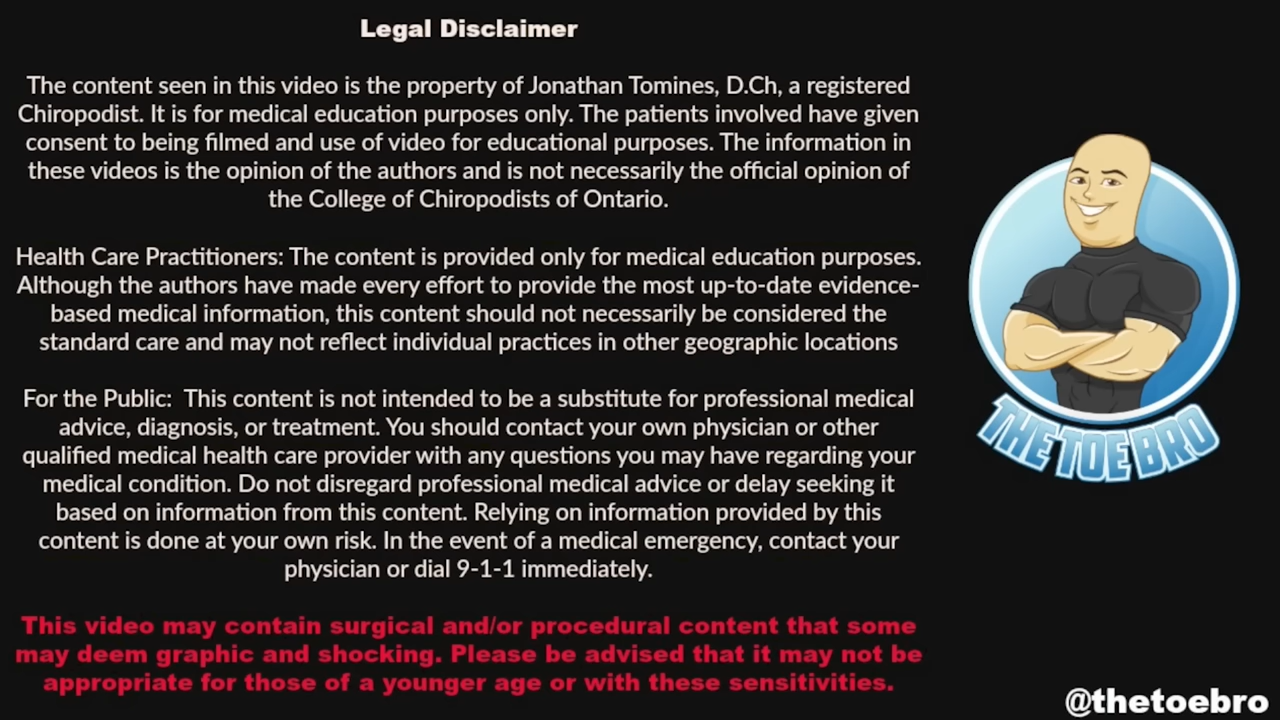 Legal Disclaimer
The content seen in this video is the property of Jonathan Tomines, D.Ch, a registered
Chiropodist. It is for medical education purposes only. The patients involved have given
consent to being filmed and use of video for educational purposes. The information in
these videos is the opinion of the authors and is not necessarily the official opinion of
the College of Chiropodists of Ontario.
Health Care Practitioners: The content is provided only for medical education purposes.
Although the authors have made every effort to provide the most up-to-date evidence-
based medical information, this content should not necessarily be considered the
standard care and may not reflect individual practices in other geographic locations
For the Public:  This content is not intended to be a substitute for professional medical
advice, diagnosis, or treatment. You should contact your own physician or other
qualified medical health care provider with any questions you may have regarding your
medical condition. Do not disregard professional medical advice or delay seeking it
based on information from this content. Relying on information provided by this
content is done at your own risk. In the event of a medical emergency, contact your
physician or dial 9-1-1 immediately.
This video may contain surgical and/or procedural content that some
may deem graphic and shocking. Please be advised that it may not be
appropriate for those of a younger age or with these sensitivities.
THE TOE BRO
@thetoebro